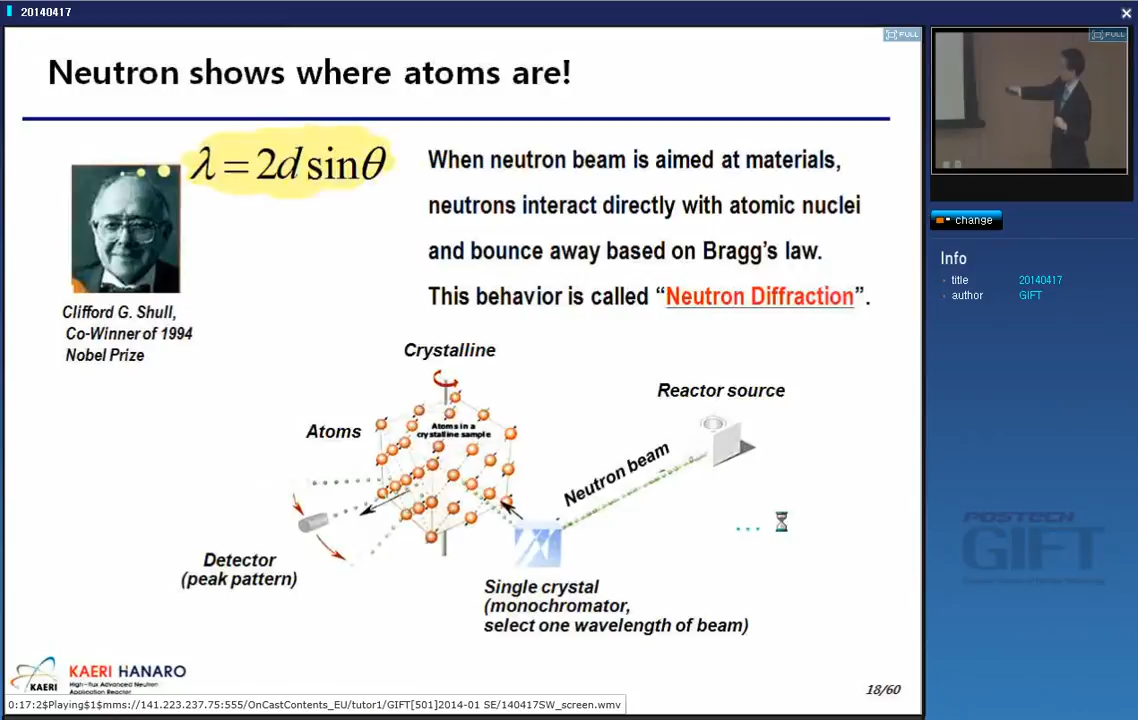 20140417
FULL
FULL
Neutron shows where atoms are!
λ = 2d sinθ
When neutron beam is aimed at materials,
neutrons interact directly with atomic nuclei
and bounce away based on Bragg's law.
This behavior is called “Neutron Diffraction”.
Clifford G. Shull,
Co-Winner of 1994
Nobel Prize
Crystalline
Reactor source
Atoms in a
crystalline sample
Atoms
Neutron beam
Detector
(peak pattern)
Single crystal
(monochromator,
select one wavelength of beam)
KAERI
KAERI HANARO
High-flux Advanced Neutron
Application Reactor
18/60
0:17:2$Playing$1$mms://141.223.237.75:555/OnCastContents_EU/tutor1/GIFT[501]2014-01 SE/140417SW_screen.wmv
change
Info
title 20140417
author GIFT
POSTECH
GIFT